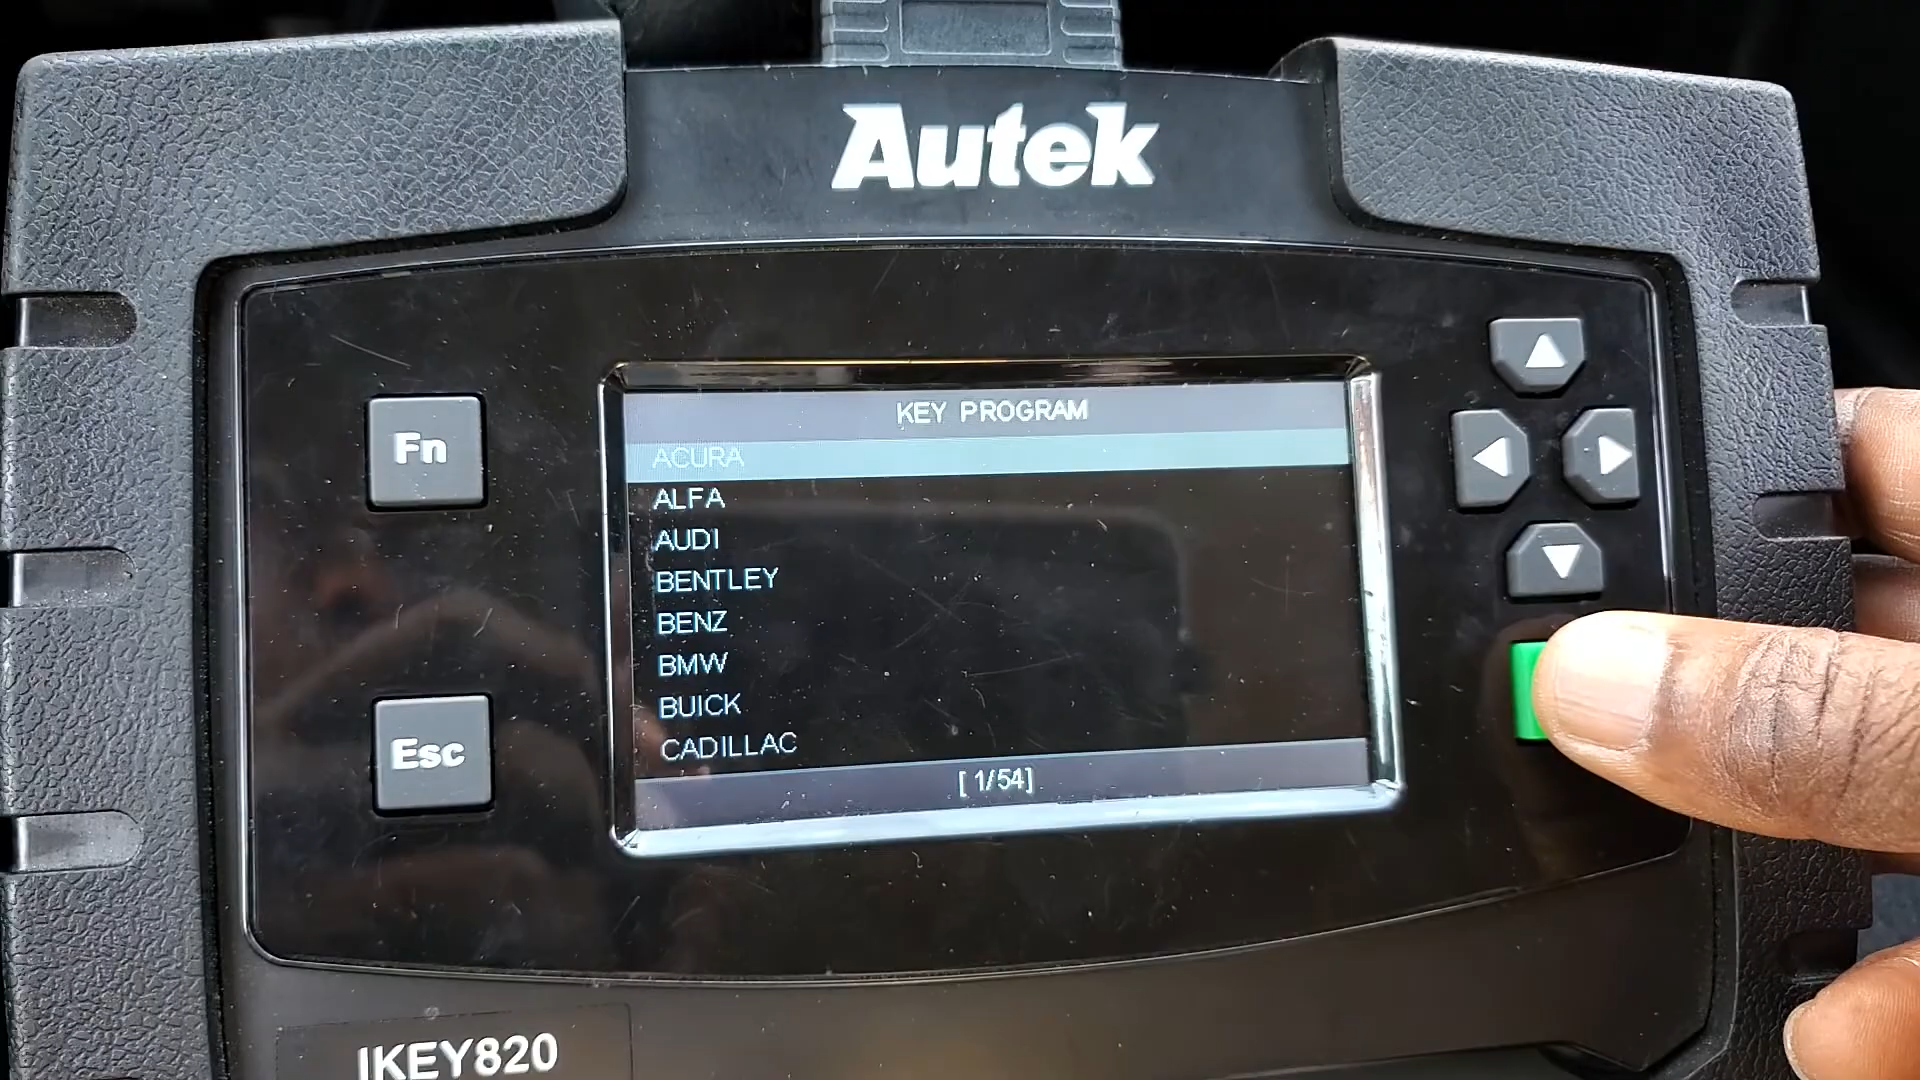 Autek
Fn
Esc
KEY PROGRAM
ACURA
ALFA
AUDI
BENTLEY
BENZ
BMW
BUICK
CADILLAC
[ 1/54]
IKEY820